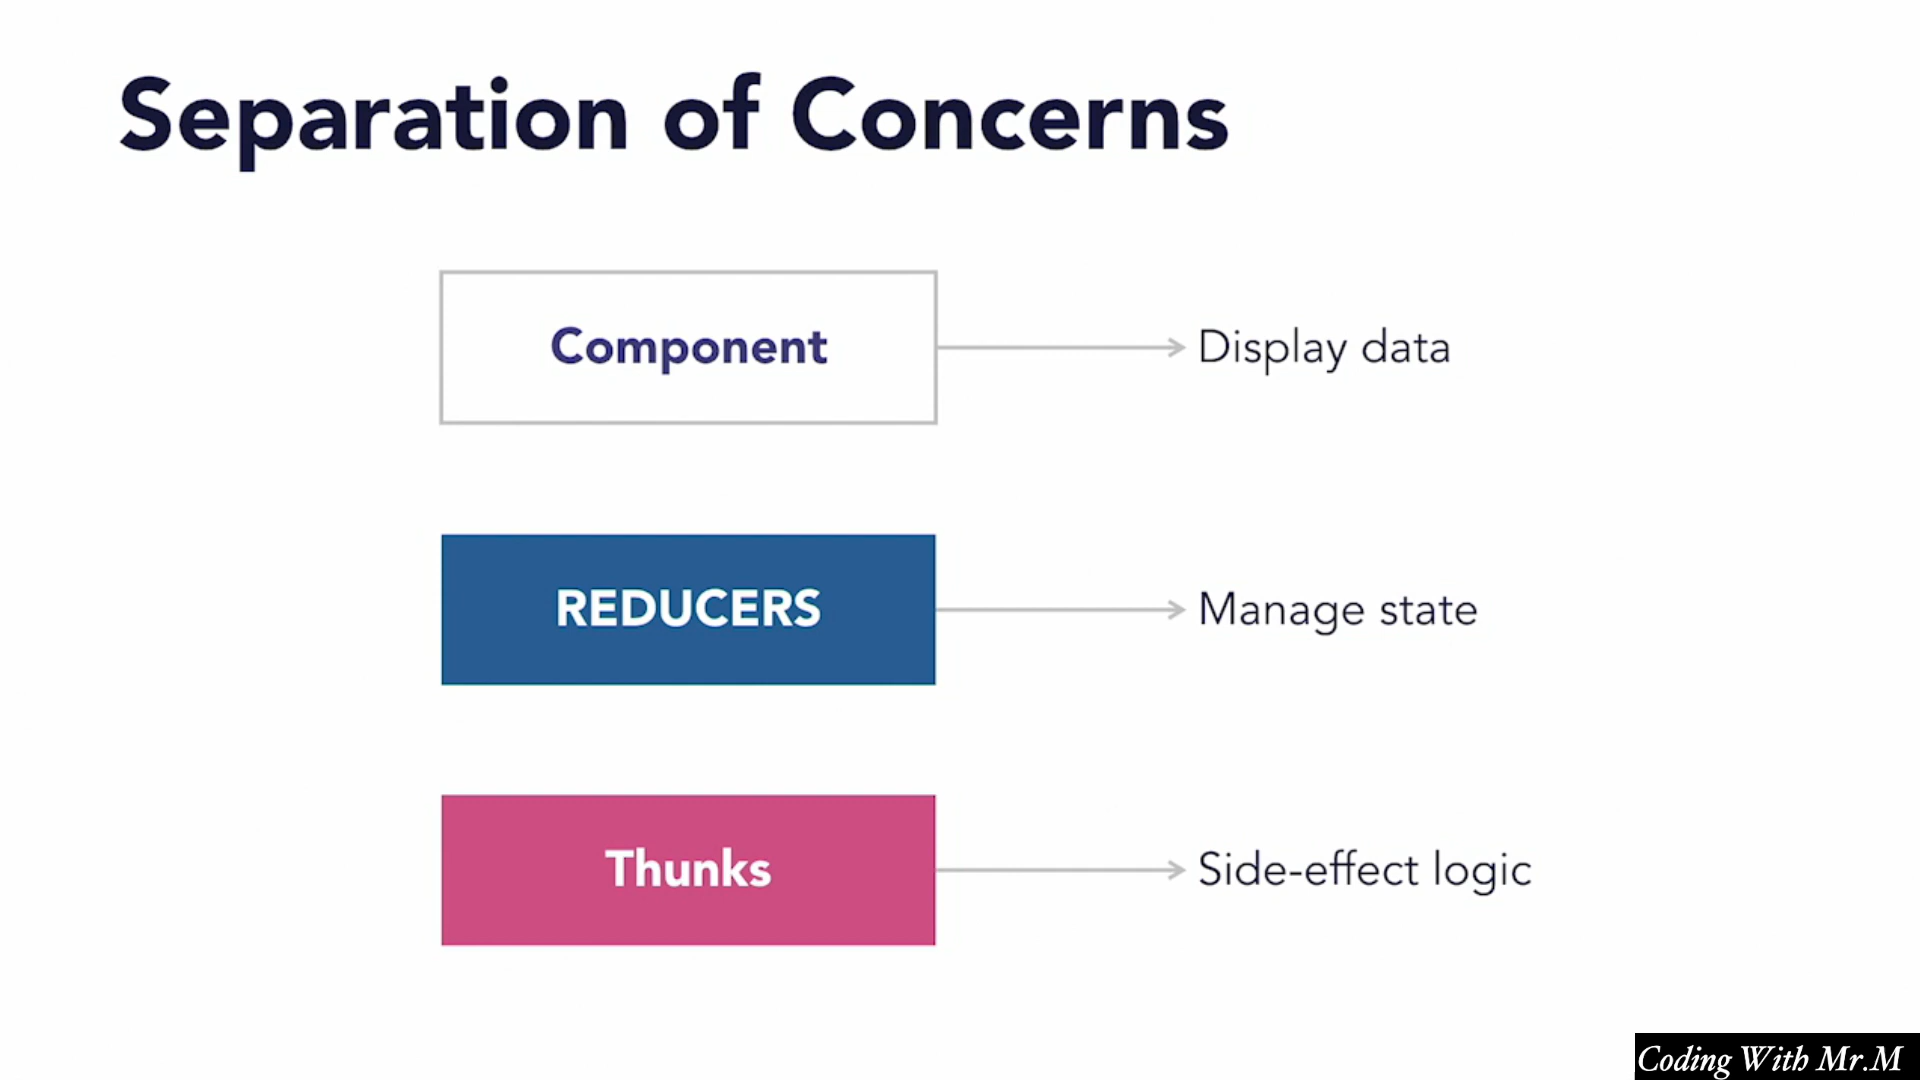 Separation of Concerns
Component
Display data
REDUCERS
Manage state
Thunks
Side-effect logic
Coding With Mr.M